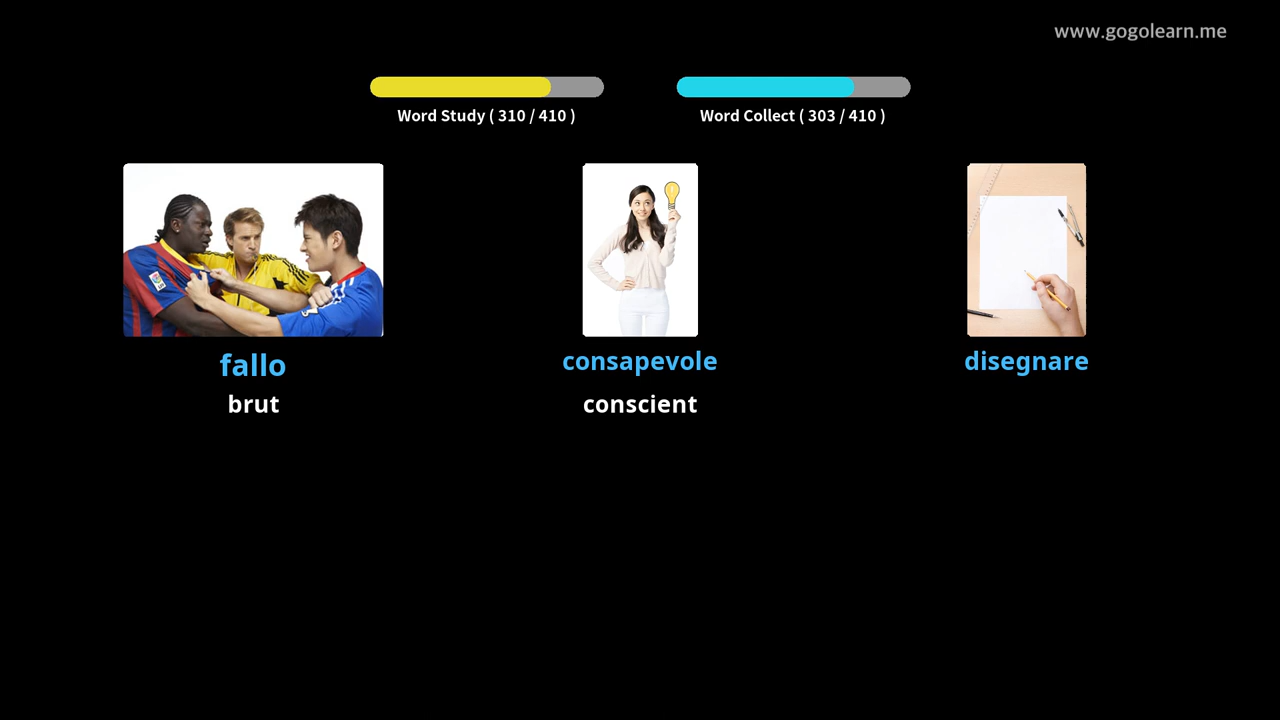 www.gogolearn.me
Word Study ( 310 / 410 )
Word Collect ( 303 / 410 )
fallo
consapevole
disegnare
brut
conscient